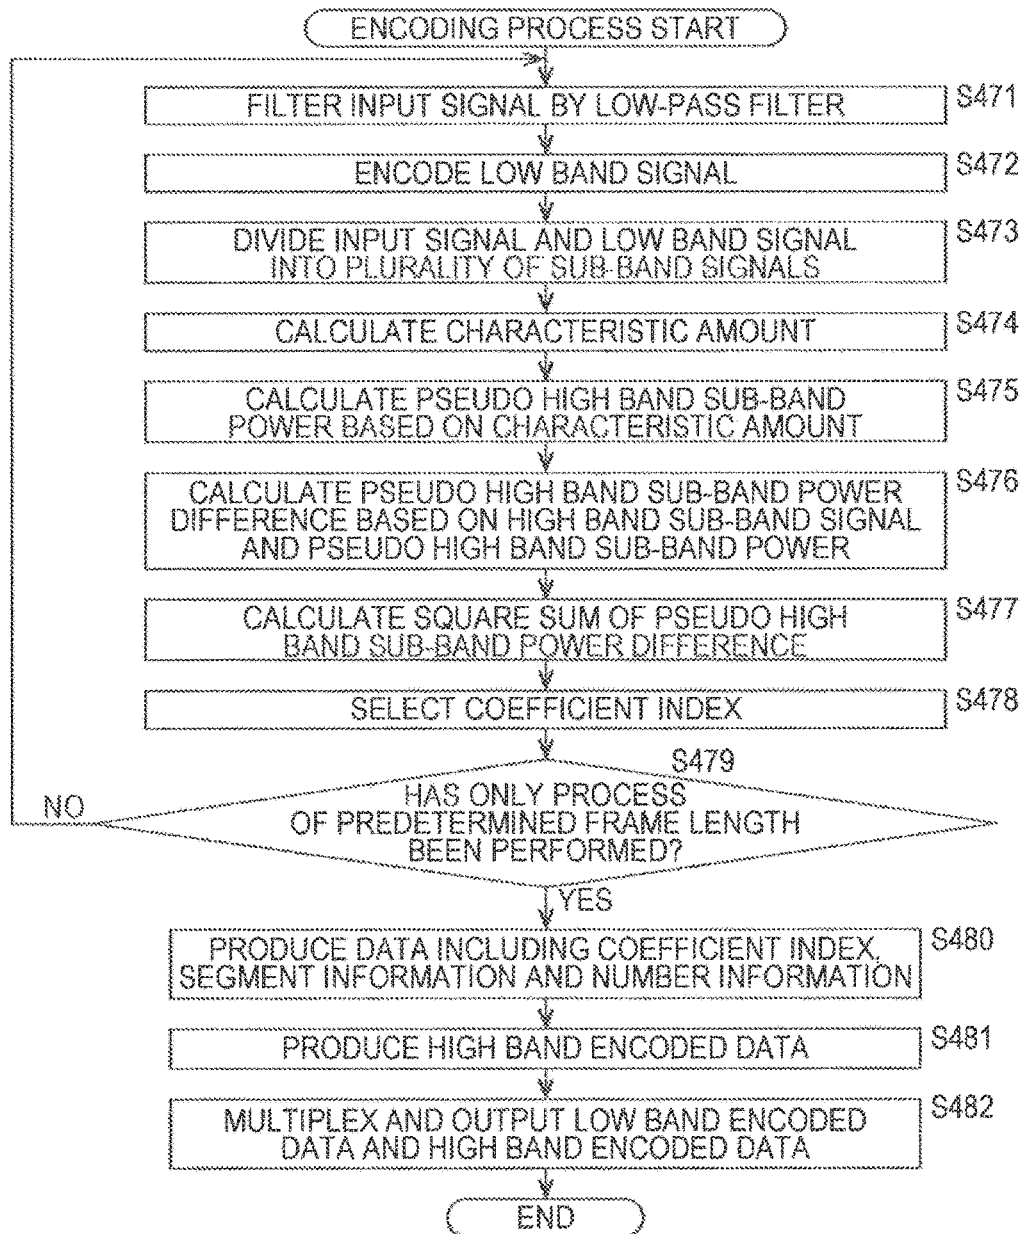 ENCODING PROCESS START
FILTER INPUT SIGNAL BY LOW-PASS FILTER
S471
ENCODE LOW BAND SIGNAL
S472
DIVIDE INPUT SIGNAL AND LOW BAND SIGNAL
INTO PLURALITY OF SUB-BAND SIGNALS
S473
CALCULATE CHARACTERISTIC AMOUNT
S474
CALCULATE PSEUDO HIGH BAND SUB-BAND
POWER BASED ON CHARACTERISTIC AMOUNT
S475
CALCULATE PSEUDO HIGH BAND SUB-BAND POWER
DIFFERENCE BASED ON HIGH BAND SUB-BAND SIGNAL
AND PSEUDO HIGH BAND SUB-BAND POWER
S476
CALCULATE SQUARE SUM OF PSEUDO HIGH
BAND SUB-BAND POWER DIFFERENCE
S477
SELECT COEFFICIENT INDEX
S478
S479
HAS ONLY PROCESS
OF PREDETERMINED FRAME LENGTH
BEEN PERFORMED?
NO
YES
PRODUCE DATA INCLUDING COEFFICIENT INDEX,
SEGMENT INFORMATION AND NUMBER INFORMATION
S480
PRODUCE HIGH BAND ENCODED DATA
S481
MULTIPLEX AND OUTPUT LOW BAND ENCODED
DATA AND HIGH BAND ENCODED DATA
S482
END